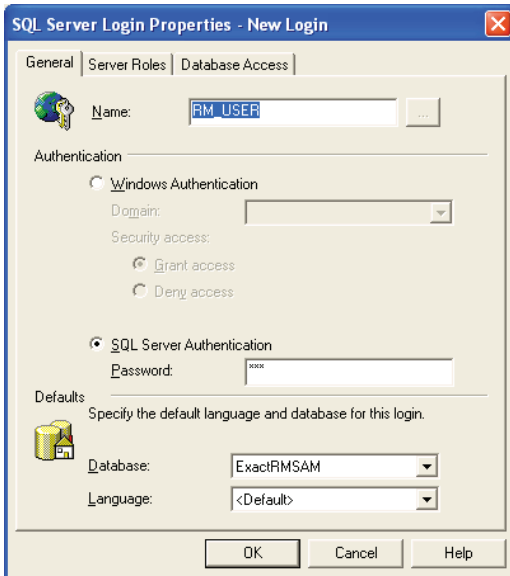 SQL Server Login Properties - New Login
General Server Roles Database Access
Name: RM_USER ...
Authentication
Windows Authentication
Domain:
Security access:
Grant access
Deny access
SQL Server Authentication
Password: ***
Defaults
Specify the default language and database for this login.
Database: ExactRMSAM
Language: <Default>
OK Cancel Help